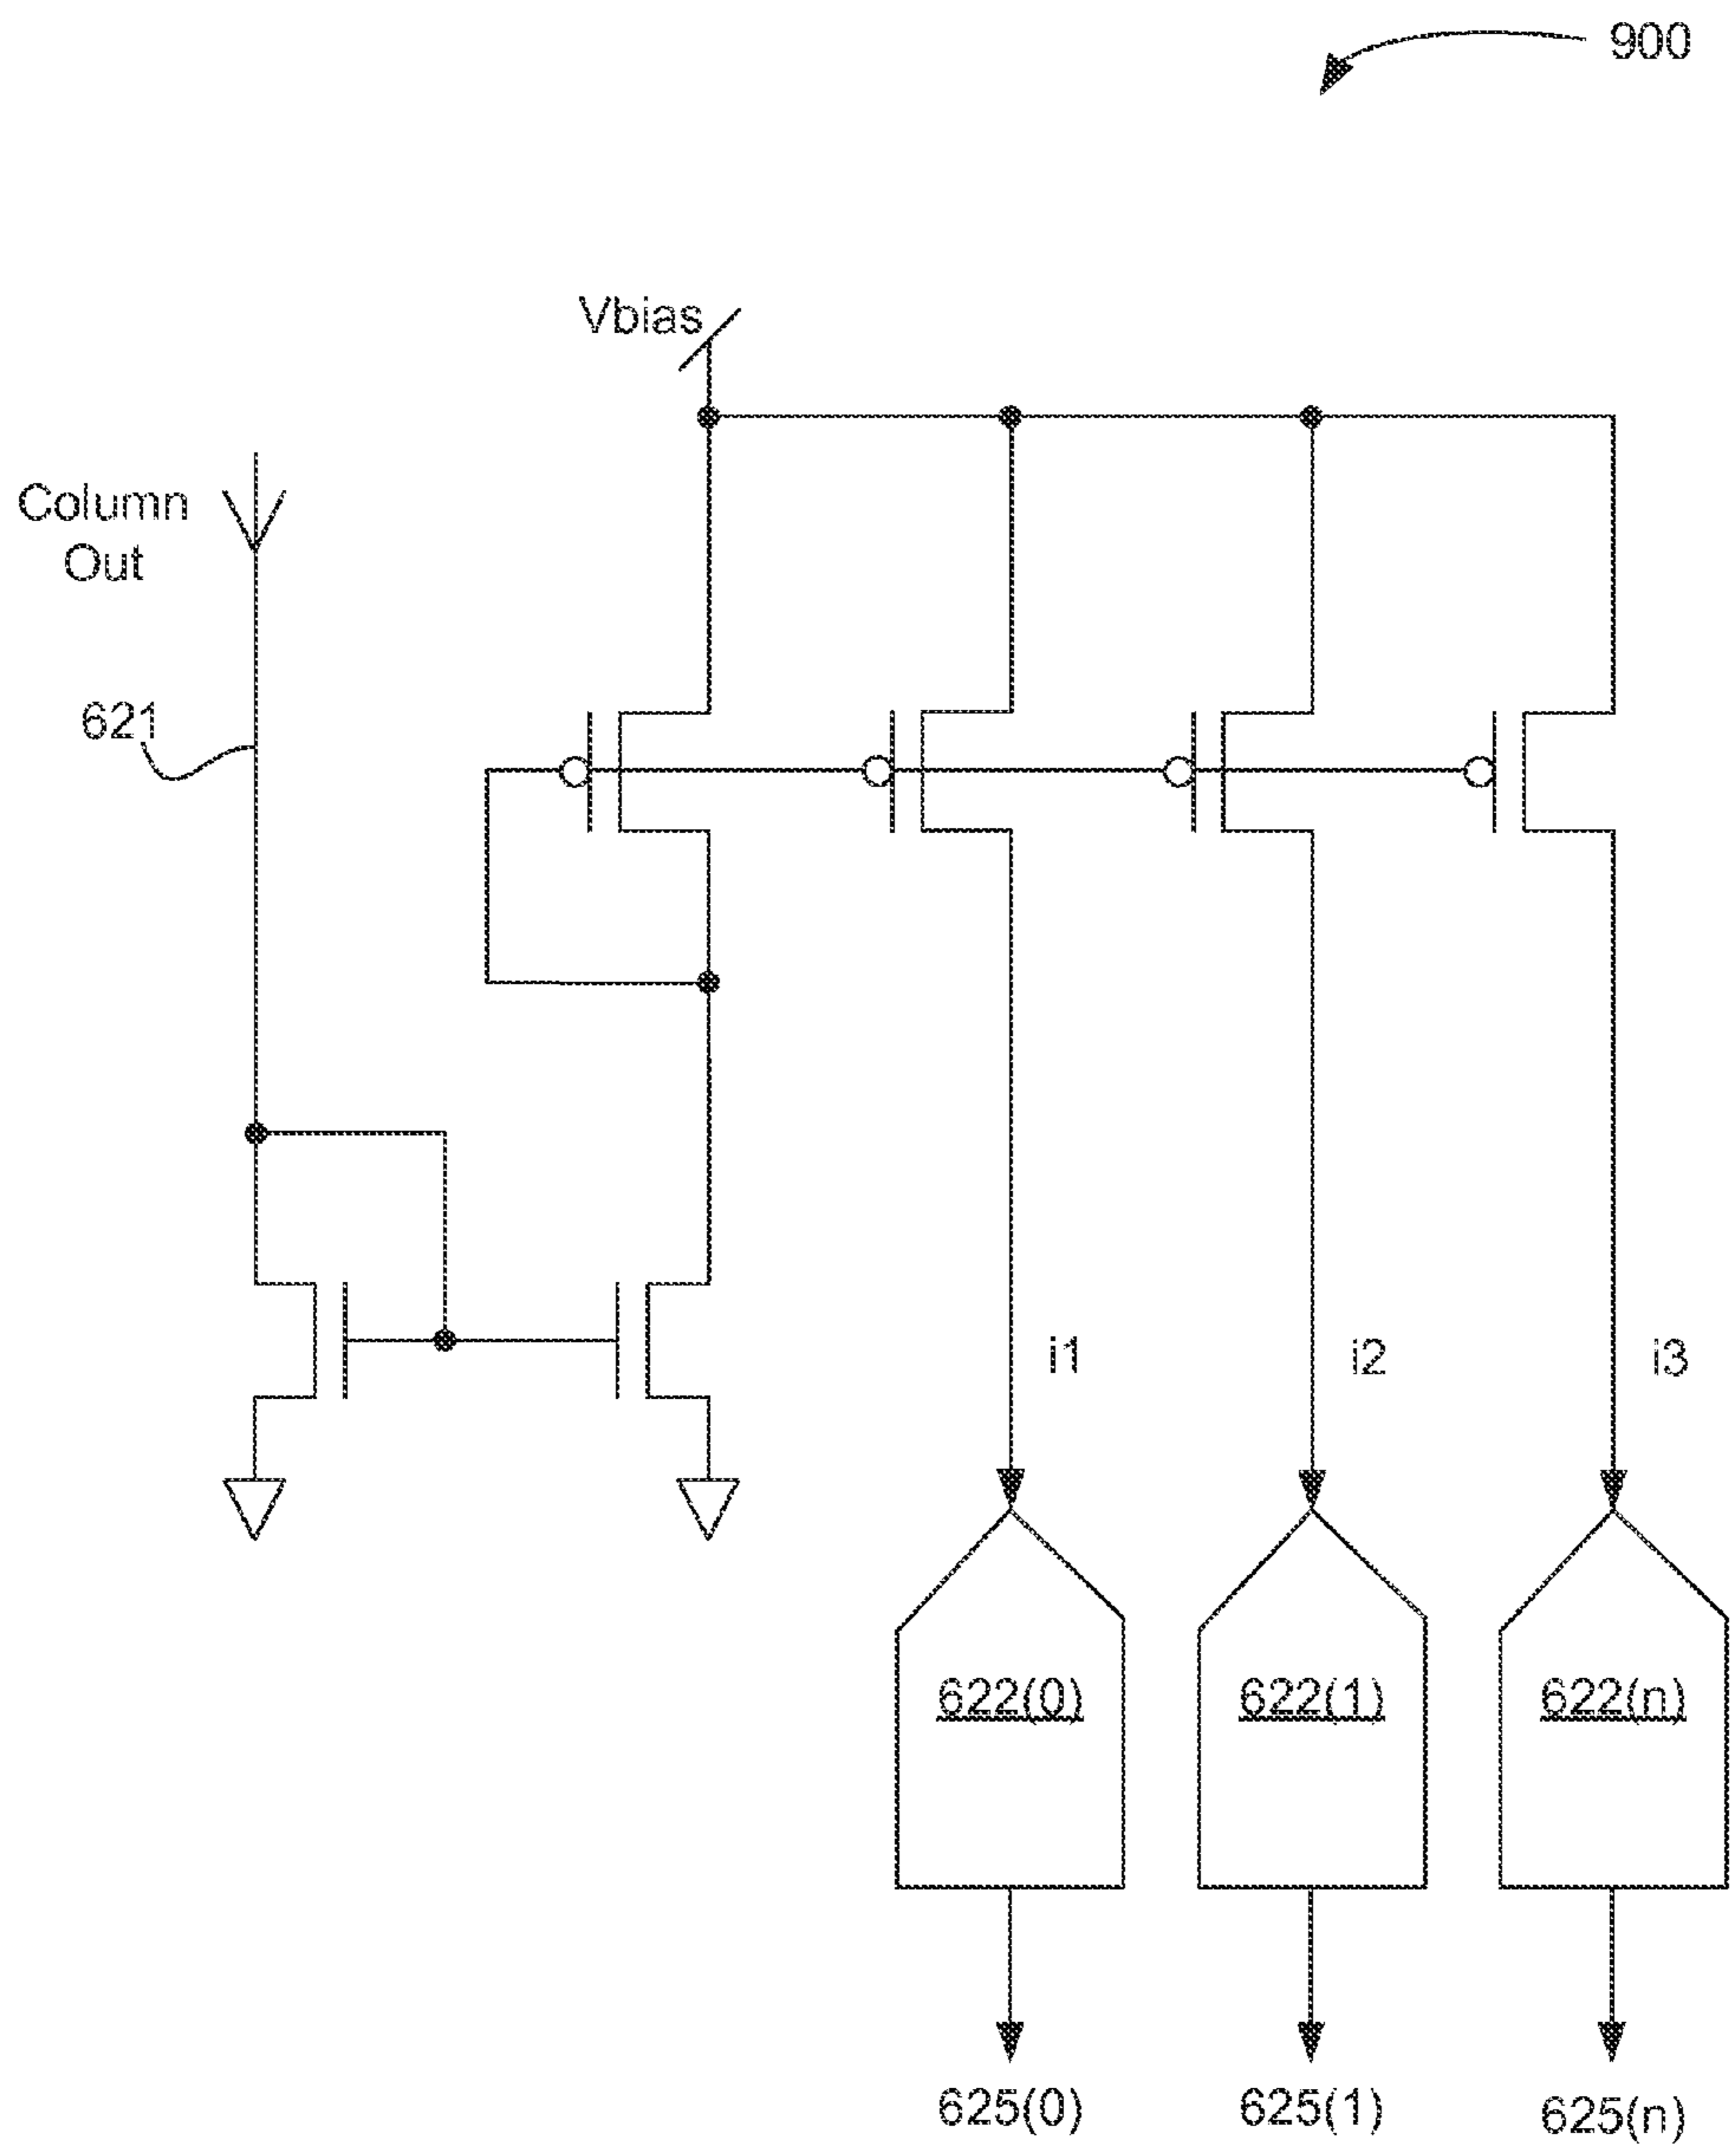 900
Vbias
Column
Out
621
i1
i2
i3
622(0)
622(1)
622(n)
625(0)
625(1)
625(n)